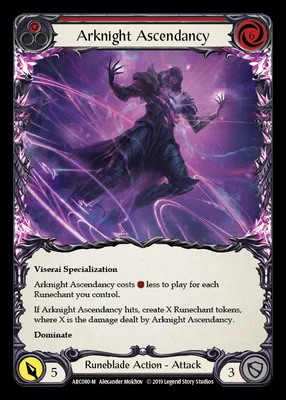 Arknight Ascendancy
Viserai Specialization
Arknight Ascendancy costs less to play for each
Runechant you control.
If Arknight Ascendancy hits, create X Runechant tokens,
where X is the damage dealt by Arknight Ascendancy.
Dominate
5
Runeblade Action - Attack
3
ARC080-M Alexander Mokhov © 2019 Legend Story Studios